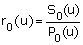 r₀(u) = S₀(u) / P₀(u)